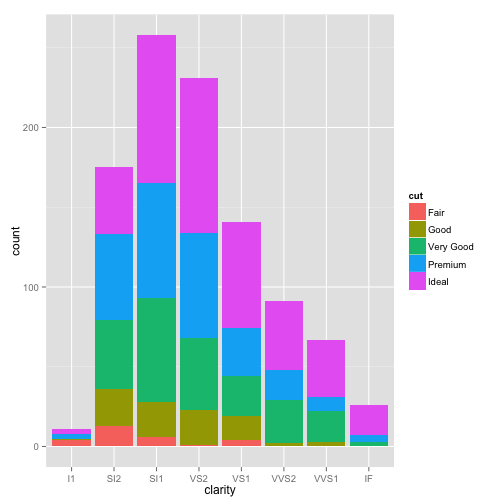 count
200
100
0
I1 SI2 SI1 VS2 VS1 VVS2 VVS1 IF
clarity
cut
Fair
Good
Very Good
Premium
Ideal